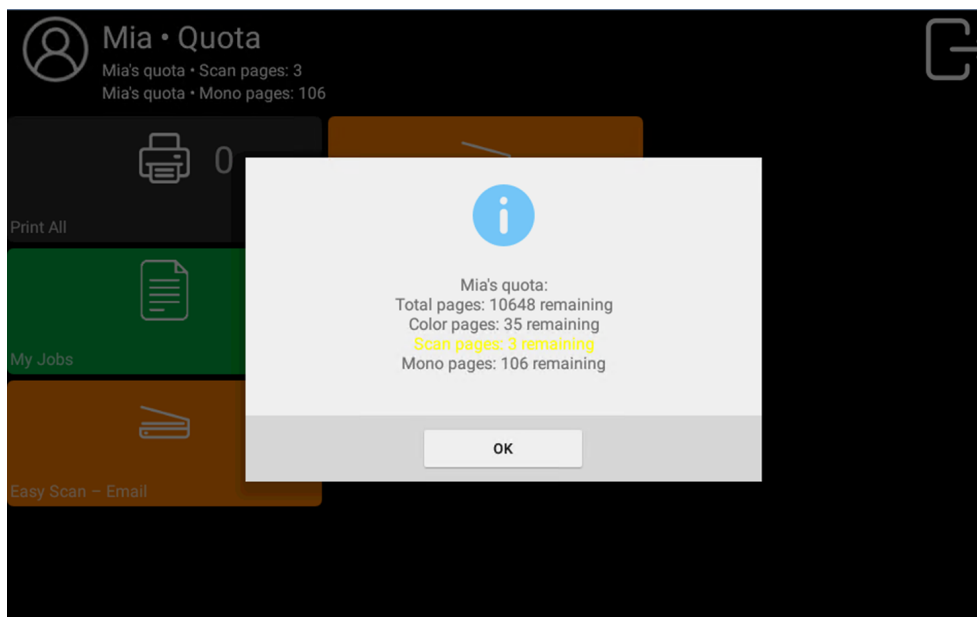 Mia • Quota
Mia's quota • Scan pages: 3
Mia's quota • Mono pages: 106
0
Print All
Mia's quota:
Total pages: 10648 remaining
Color pages: 35 remaining
Scan pages: 3 remaining
Mono pages: 106 remaining
My Jobs
OK
Easy Scan – Email